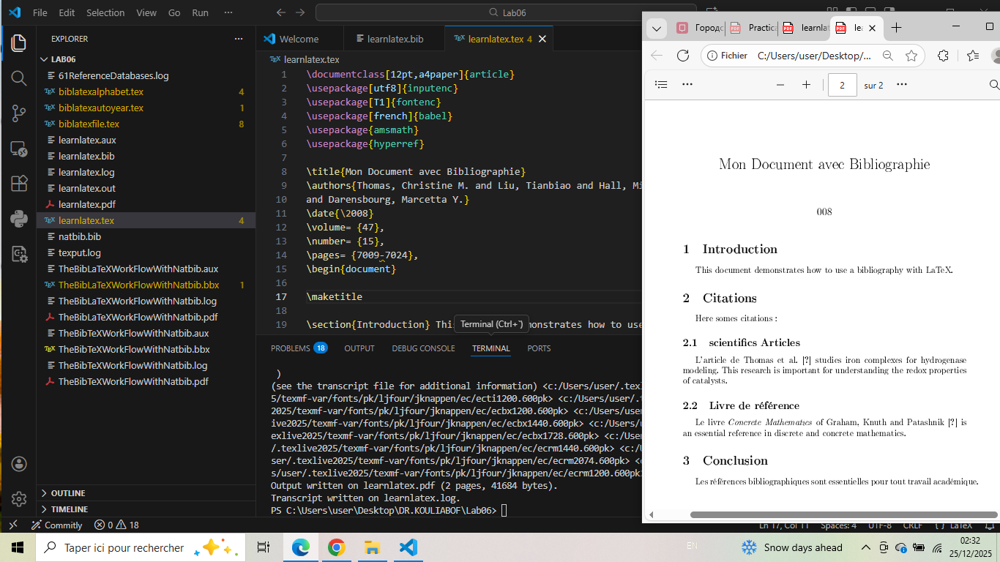 File Edit Selection View Go Run ··· Lab06
EXPLORER ···
LAB06
61ReferenceDatabases.log
biblatexalphabet.tex 4
biblatexautoyear.tex 1
biblatexfile.tex 8
learnlatex.aux
learnlatex.bib
learnlatex.log
learnlatex.out
learnlatex.pdf
learnlatex.tex 4
natbib.bib
texput.log
TheBibLaTeXWorkFlowWithNatbib.aux
TheBibLaTeXWorkFlowWithNatbib.bbx 1
TheBibLaTeXWorkFlowWithNatbib.log
TheBibLaTeXWorkFlowWithNatbib.pdf
TheBibTeXWorkFlowWithNatbib.aux
TheBibTeXWorkFlowWithNatbib.bbx
TheBibTeXWorkFlowWithNatbib.log
TheBibTeXWorkFlowWithNatbib.pdf
OUTLINE
TIMELINE
Welcome learnlatex.bib learnlatex.tex 4
learnlatex.tex
1 \documentclass[12pt,a4paper]{article}
2 \usepackage[utf8]{inputenc}
3 \usepackage[T1]{fontenc}
4 \usepackage[french]{babel}
5 \usepackage{amsmath}
6 \usepackage{hyperref}
7
8 \title{Mon Document avec Bibliographie}
9 \authors{Thomas, Christine M. and Liu, Tianbiao and Hall, Mi
10 and Darensbourg, Marcetta Y.}
11 \date{\2008}
12 \volume= {47},
13 \number= {15},
14 \pages= {7009-7024},
15 \begin{document}
16
17 \maketitle
18
19 \section{Introduction} This monstrates how to use
Terminal (Ctrl+`)
PROBLEMS 18 OUTPUT DEBUG CONSOLE TERMINAL PORTS
)
(see the transcript file for additional information) <c:/Users/user/.texl
5/texmf-var/fonts/pk/ljfour/jknappen/ec/ecti1200.600pk> <c:/Users/user/.t
2025/texmf-var/fonts/pk/ljfour/jknappen/ec/ecbx1200.600pk> <c:/Users/user
ive2025/texmf-var/fonts/pk/ljfour/jknappen/ec/ecbx1440.600pk> <c:/Users/u
exlive2025/texmf-var/fonts/pk/ljfour/jknappen/ec/ecbx1728.600pk> <c:/User
/.texlive2025/texmf-var/fonts/pk/ljfour/jknappen/ec/ecrm1440.600pk> <c:/U
ser/.texlive2025/texmf-var/fonts/pk/ljfour/jknappen/ec/ecrm2074.600pk> <c
s/user/.texlive2025/texmf-var/fonts/pk/ljfour/jknappen/ec/ecrm1200.600pk>
Output written on learnlatex.pdf (2 pages, 41684 bytes).
Transcript written on learnlatex.log.
PS C:\Users\user\Desktop\DR.KOULIABOF\Lab06>
Commitly 0 18 Ln 17, Col 11 Spaces: 4 UTF-8 CRLF { } LaTeX
Городс Practica learnlat lea
Fichier C:/Users/user/Desktop/...
2 sur 2 ···
Mon Document avec Bibliographie
008
1 Introduction
This document demonstrates how to use a bibliography with LaTeX.
2 Citations
Here somes citations :
2.1 scientifics Articles
L'article de Thomas et al. [?] studies iron complexes for hydrogenase
modeling. This research is important for understanding the redox properties
of catalysts.
2.2 Livre de référence
Le livre Concrete Mathematics of Graham, Knuth and Patashnik [?] is
an essential reference in discrete and concrete mathematics.
3 Conclusion
Les références bibliographiques sont essentielles pour tout travail académique.
Taper ici pour rechercher
EN
Snow days ahead
02:32
25/12/2025